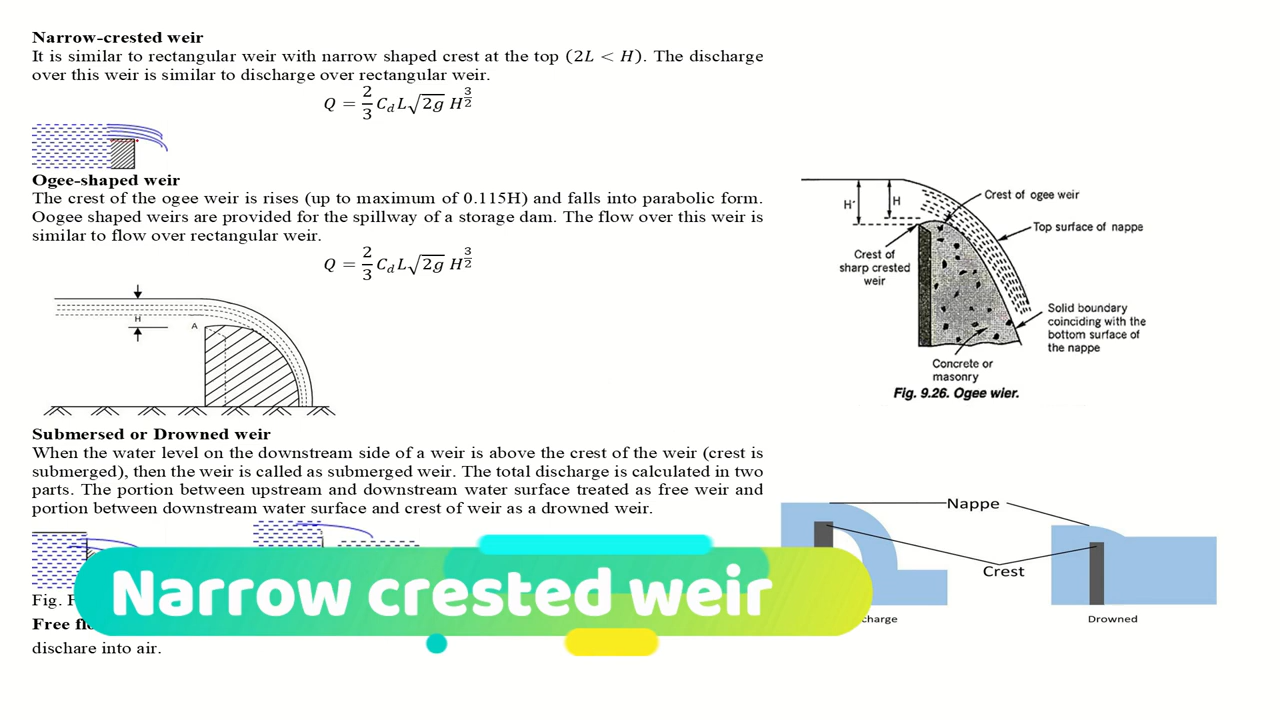 Narrow-crested weir
It is similar to rectangular weir with narrow shaped crest at the top (2L < H). The discharge
over this weir is similar to discharge over rectangular weir.
Q = 2/3 C_d L√2g H^3/2
Ogee-shaped weir
The crest of the ogee weir is rises (up to maximum of 0.115H) and falls into parabolic form.
Oogee shaped weirs are provided for the spillway of a storage dam. The flow over this weir is
similar to flow over rectangular weir.
Q = 2/3 C_d L√2g H^3/2
H
A
Submersed or Drowned weir
When the water level on the downstream side of a weir is above the crest of the weir (crest is
submerged), then the weir is called as submerged weir. The total discharge is calculated in two
parts. The portion between upstream and downstream water surface treated as free weir and
portion between downstream water surface and crest of weir as a drowned weir.
Fig.
Free
dischare into air.
Narrow crested weir
H'
H
Crest of ogee weir
Top surface of nappe
Crest of
sharp crested
weir
Solid boundary
coinciding with the
bottom surface of
the nappe
Concrete or
masonry
Fig. 9.26. Ogee wier.
Nappe
Crest
charge
Drowned